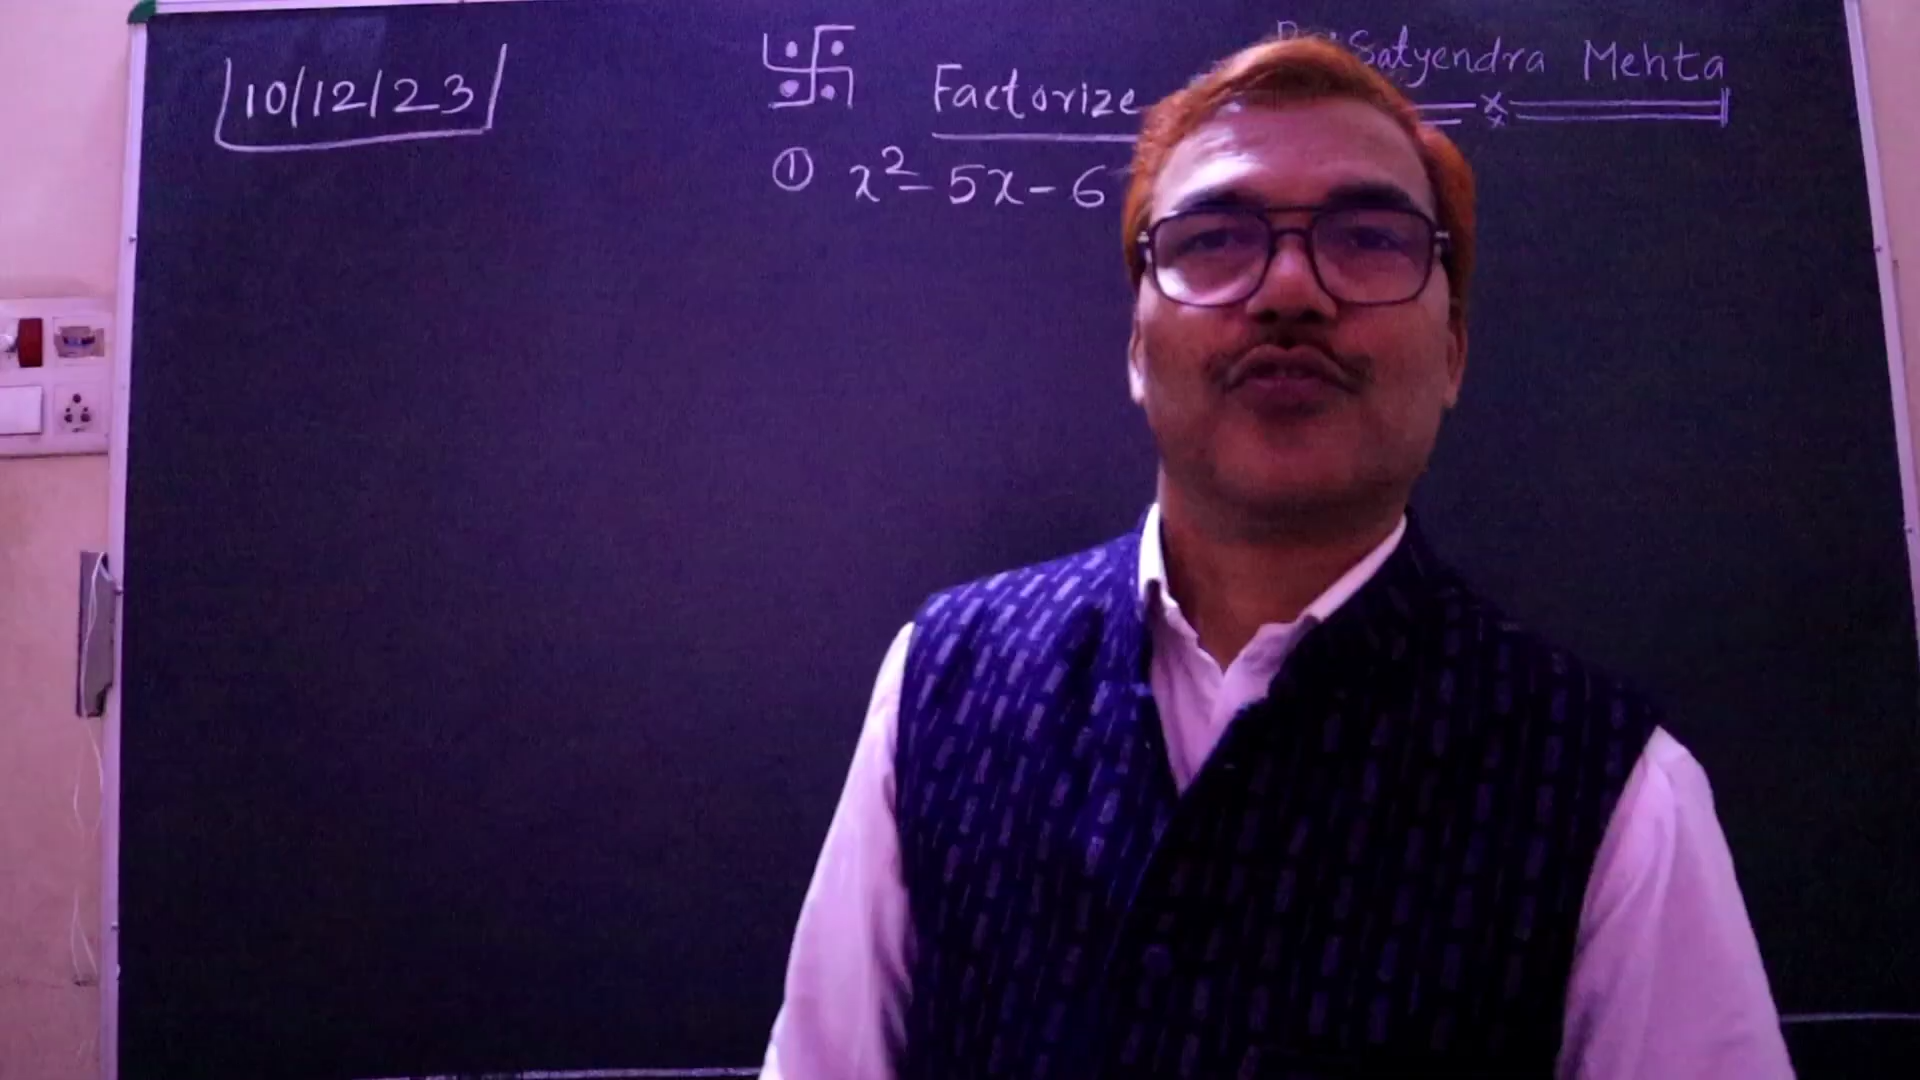 10/12/23
Satyendra Mehta
Factorize
① x² - 5x - 6